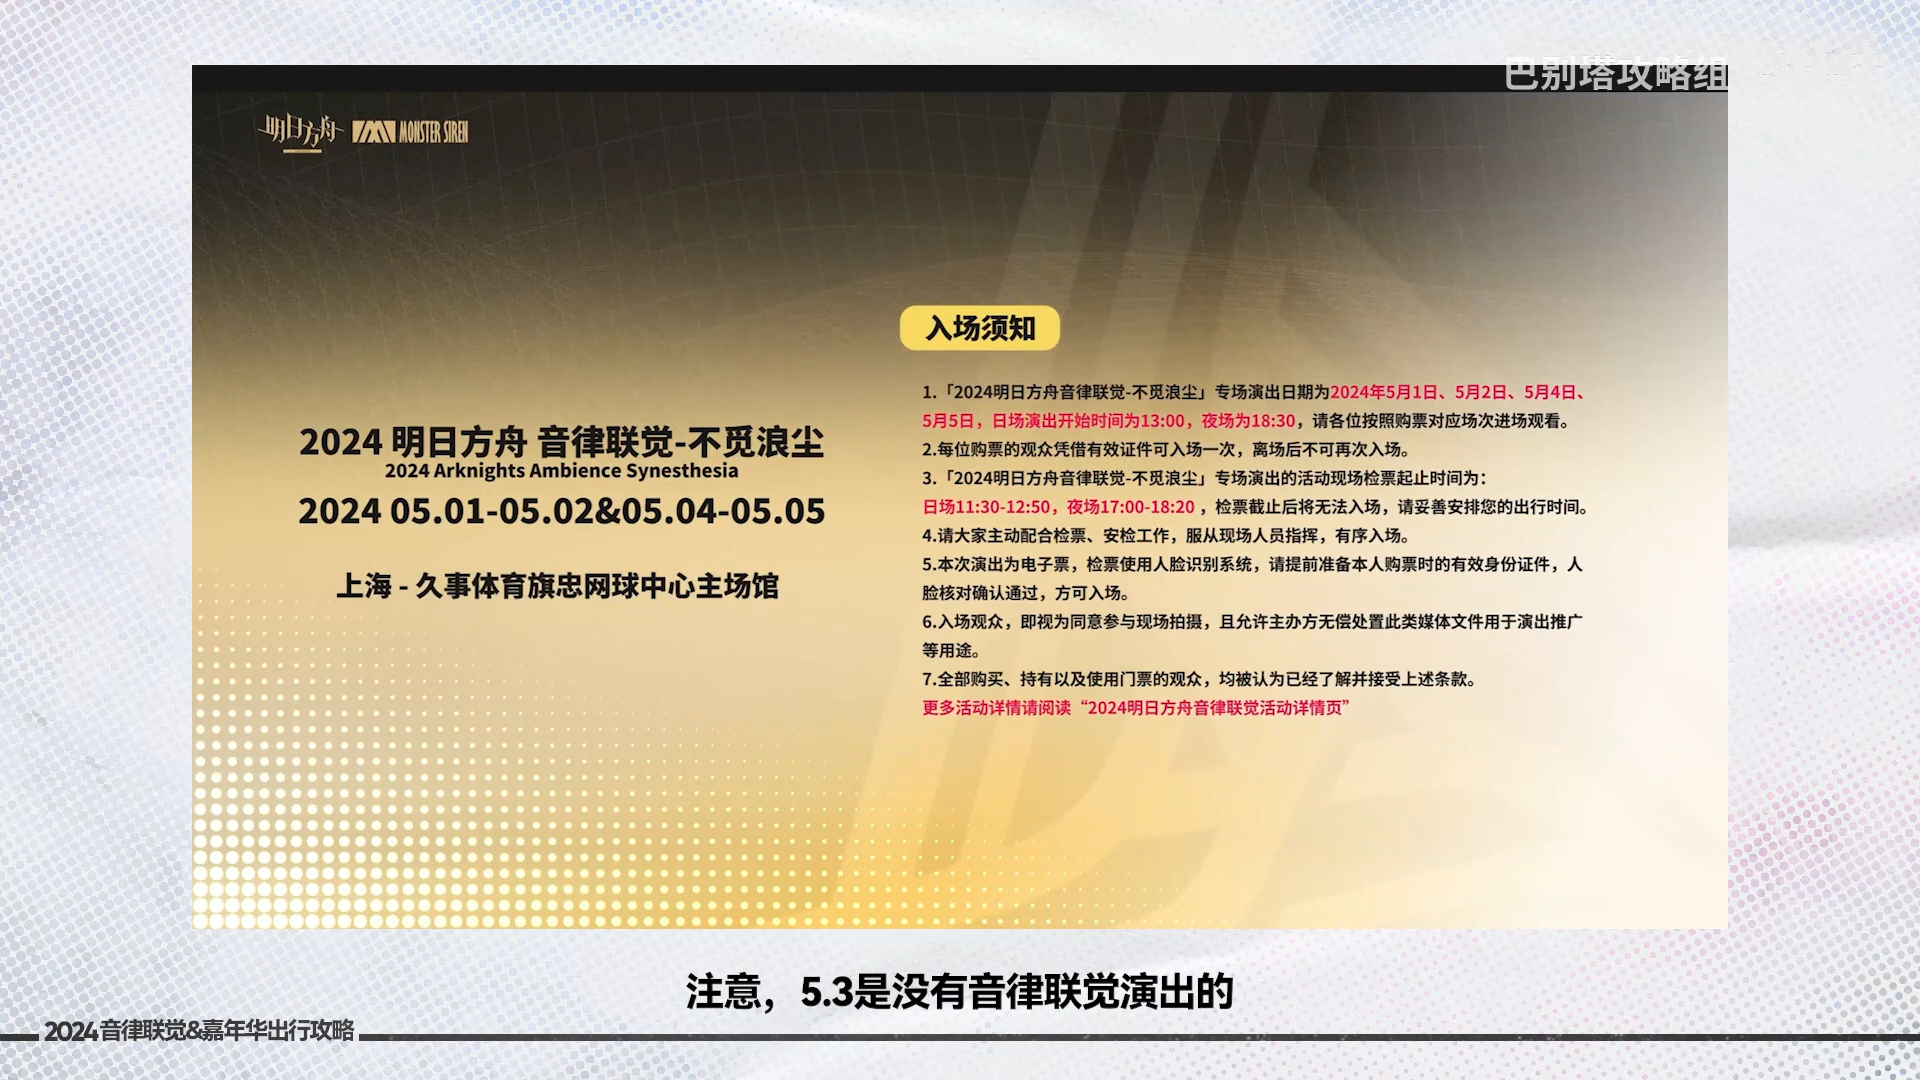 巴别塔攻略组
明日方舟 MONSTER SIREN
2024 明日方舟 音律联觉-不觅浪尘
2024 Arknights Ambience Synesthesia
2024 05.01-05.02&05.04-05.05
上海 - 久事体育旗忠网球中心主场馆
入场须知
1.「2024明日方舟音律联觉-不觅浪尘」专场演出日期为2024年5月1日、5月2日、5月4日、
5月5日，日场演出开始时间为13:00，夜场为18:30，请各位按照购票对应场次进场观看。
2.每位购票的观众凭借有效证件可入场一次，离场后不可再次入场。
3.「2024明日方舟音律联觉-不觅浪尘」专场演出的活动现场检票起止时间为：
日场11:30-12:50，夜场17:00-18:20 ，检票截止后将无法入场，请妥善安排您的出行时间。
4.请大家主动配合检票、安检工作，服从现场人员指挥，有序入场。
5.本次演出为电子票，检票使用人脸识别系统，请提前准备本人购票时的有效身份证件，人
脸核对确认通过，方可入场。
6.入场观众，即视为同意参与现场拍摄，且允许主办方无偿处置此类媒体文件用于演出推广
等用途。
7.全部购买、持有以及使用门票的观众，均被认为已经了解并接受上述条款。
更多活动详情请阅读“2024明日方舟音律联觉活动详情页”
注意，5.3是没有音律联觉演出的
2024音律联觉&嘉年华出行攻略